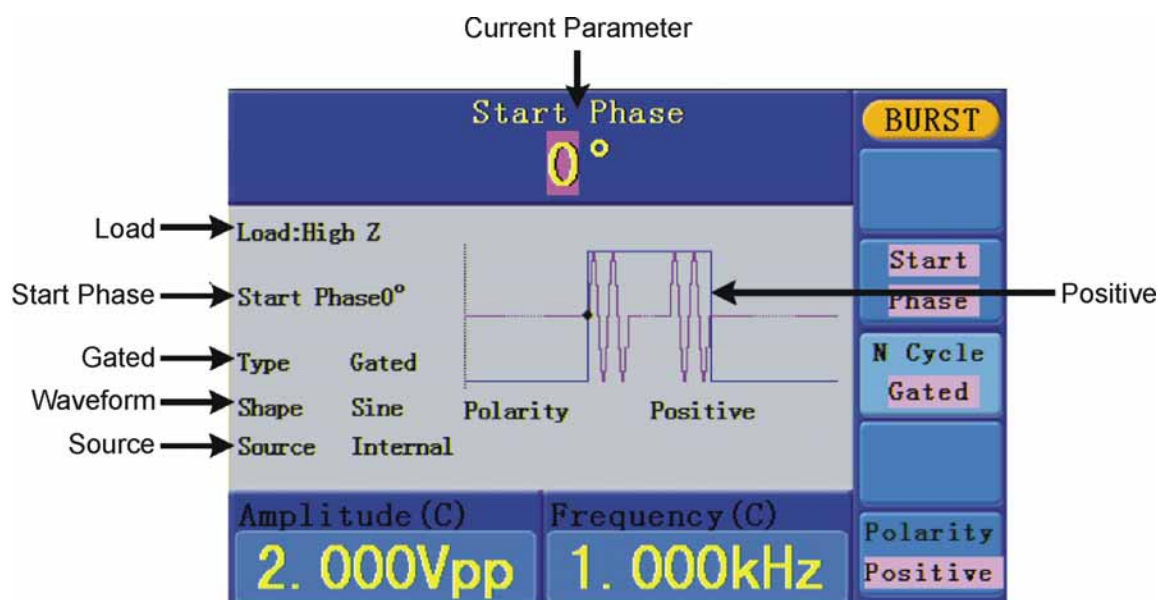 Current Parameter
Start Phase
0°
BURST
Load
Load:High Z
Start
Phase
Start Phase
Start Phase0°
Positive
Gated
Type Gated
N Cycle
Gated
Waveform
Shape Sine
Polarity Positive
Source
Source Internal
Amplitude(C)
Frequency(C)
2.000Vpp
1.000kHz
Polarity
Positive